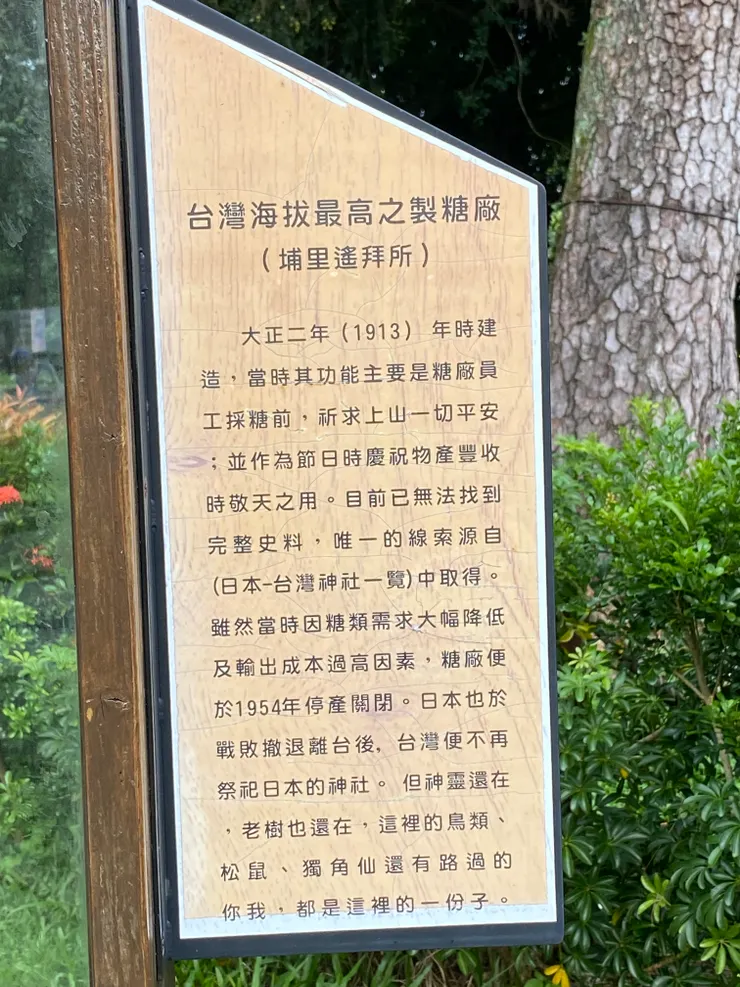 台灣海拔最高之製糖廠
(埔里遙拜所)
大正二年(1913) 年時建
造,當時其功能主要是糖廠員
工採糖前,祈求上山一切平安
;並作為節日時慶祝物產豐收
時敬天之用。目前已無法找到
完整史料,唯一的線索源自
(日本-台灣神社一覽)中取得。
雖然當時因糖類需求大幅降低
及輸出成本過高因素,糖廠便
於1954年停產關閉。日本也於
戰敗撤退離台後,台灣便不再
祭祀日本的神社。但神靈還在
,老樹也還在,這裡的鳥類、
松鼠、獨角仙還有路過的
你我,都是這裡的一份子。